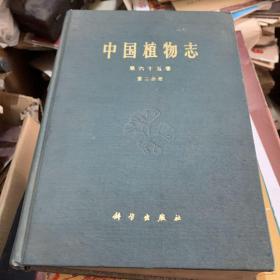 中国植物志
第六十五卷
第二分册
科学出版社